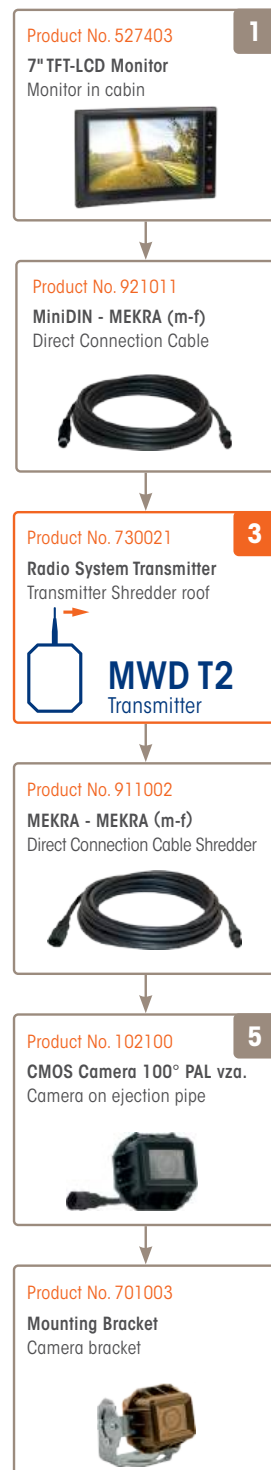 Product No. 527403
1
7" TFT-LCD Monitor
Monitor in cabin
Product No. 921011
MiniDIN - MEKRA (m-f)
Direct Connection Cable
Product No. 730021
3
Radio System Transmitter
Transmitter Shredder roof
MWD T2
Transmitter
Product No. 911002
MEKRA - MEKRA (m-f)
Direct Connection Cable Shredder
Product No. 102100
5
CMOS Camera 100° PAL vza.
Camera on ejection pipe
Product No. 701003
Mounting Bracket
Camera bracket